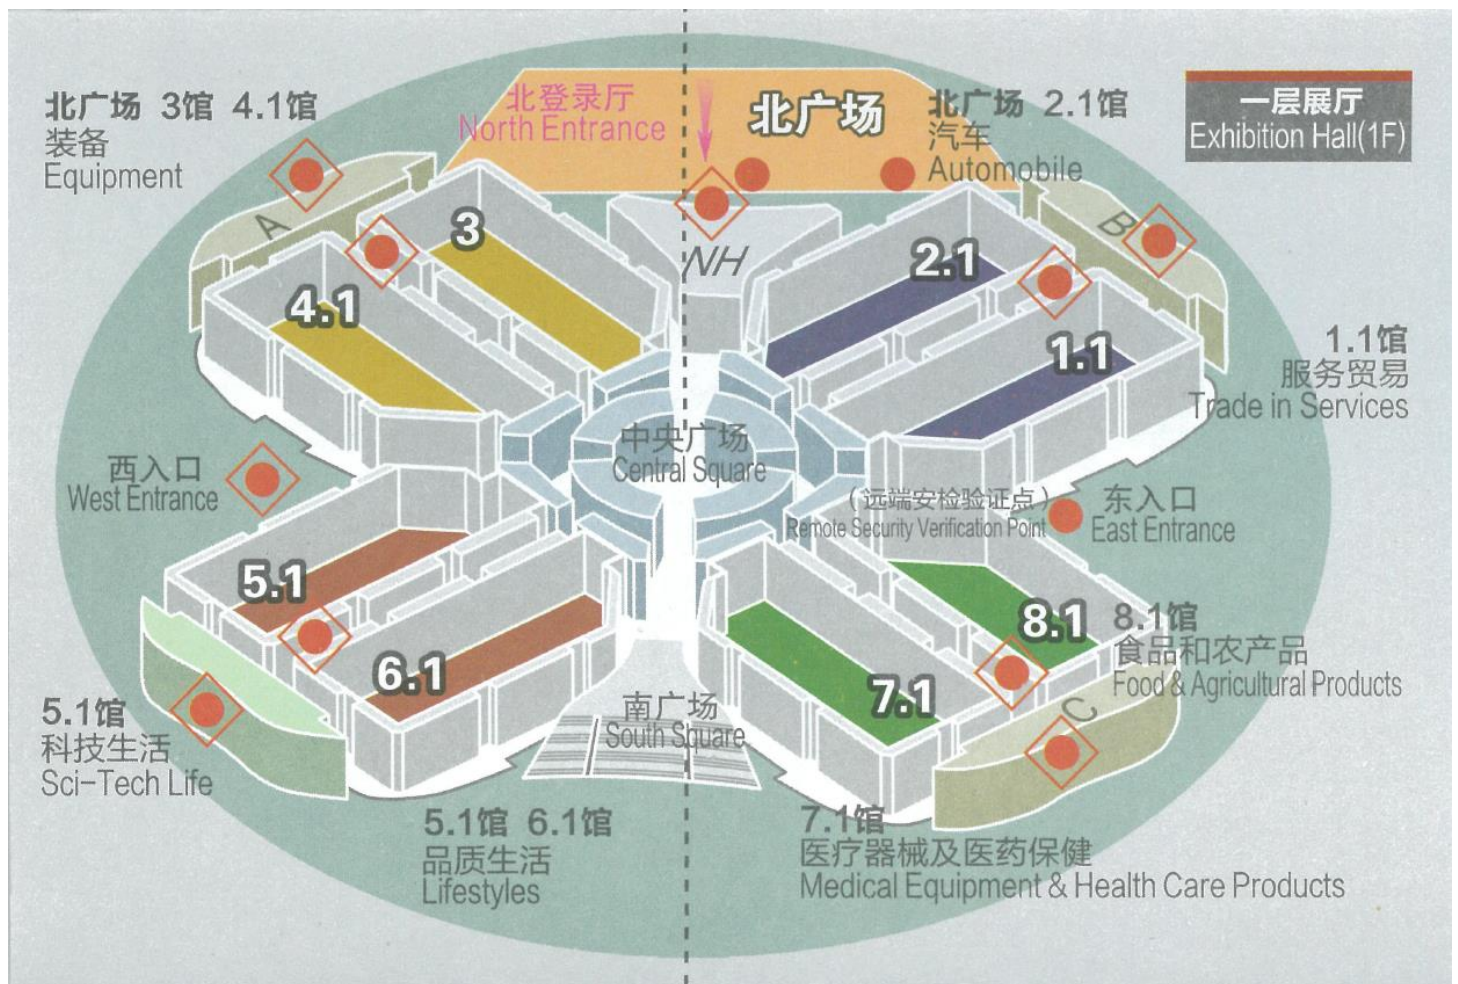 北广场 3馆 4.1馆
装备
Equipment
北登录厅
North Entrance
北广场
北广场 2.1馆
汽车
Automobile
一层展厅
Exhibition Hall(1F)
A
3
NH
2.1
B
4.1
1.1
1.1馆
服务贸易
Trade in Services
中央广场
Central Square
西入口
West Entrance
(远端安检验证点)
Remote Security Verification Point
东入口
East Entrance
5.1
6.1
8.1
7.1
8.1馆
食品和农产品
Food & Agricultural Products
C
南广场
South Square
5.1馆
科技生活
Sci-Tech Life
5.1馆 6.1馆
品质生活
Lifestyles
7.1馆
医疗器械及医药保健
Medical Equipment & Health Care Products